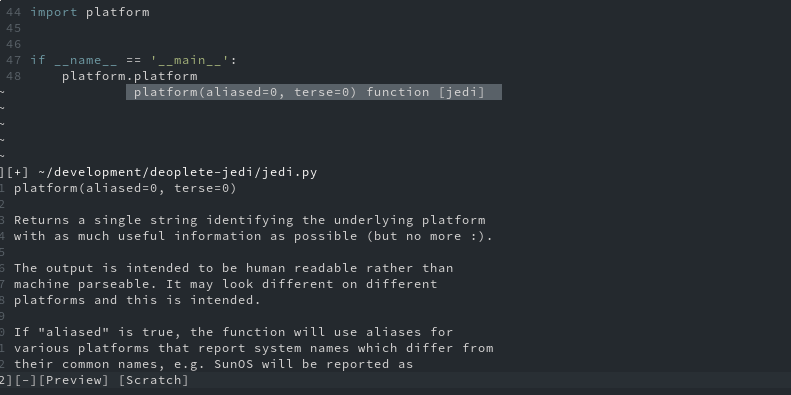 44 import platform
45
46
47 if __name__ == '__main__':
48     platform.platform
~ platform(aliased=0, terse=0) function [jedi]
~
~
~
~
][+] ~/development/deoplete-jedi/jedi.py
1 platform(aliased=0, terse=0)
2
3 Returns a single string identifying the underlying platform
4 with as much useful information as possible (but no more :).
5
6 The output is intended to be human readable rather than
7 machine parseable. It may look different on different
8 platforms and this is intended.
9
0 If "aliased" is true, the function will use aliases for
1 various platforms that report system names which differ from
2 their common names, e.g. SunOS will be reported as
2][-][Preview] [Scratch]